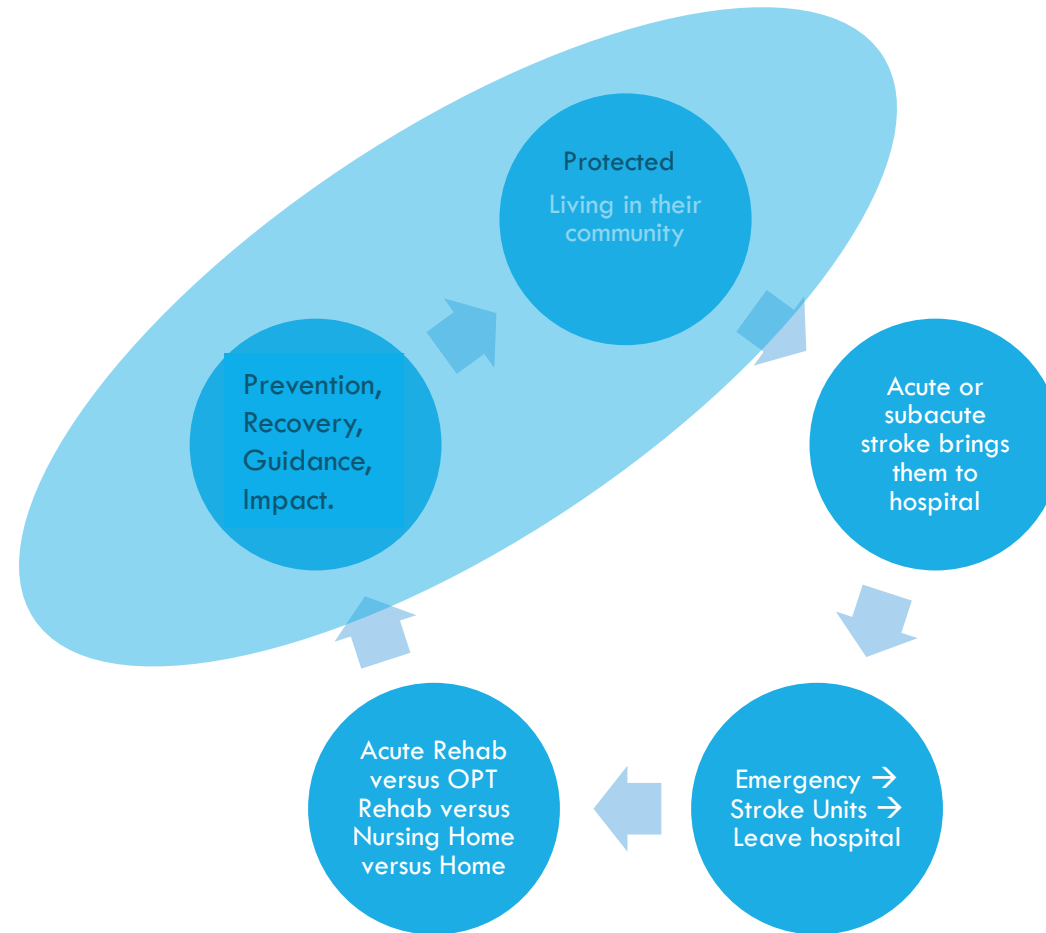 Protected
Living in their
community
Prevention,
Recovery,
Guidance,
Impact.
Acute or
subacute
stroke brings
them to
hospital
Acute Rehab
versus OPT
Rehab versus
Nursing Home
versus Home
Emergency →
Stroke Units →
Leave hospital